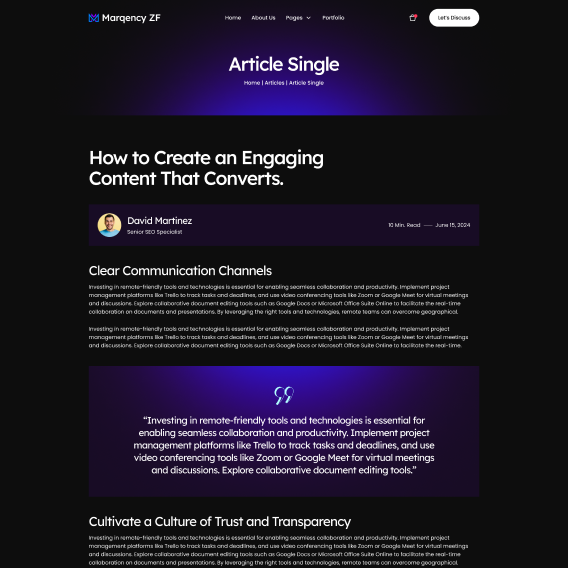 Marqency ZF
Home About Us Pages Portfolio
Let's Discuss
Article Single
Home | Articles | Article Single
How to Create an Engaging
Content That Converts.
David Martinez
Senior SEO Specialist
10 Min. Read
June 15, 2024
Clear Communication Channels
Investing in remote-friendly tools and technologies is essential for enabling seamless collaboration and productivity. Implement project
management platforms like Trello to track tasks and deadlines, and use video conferencing tools like Zoom or Google Meet for virtual meetings
and discussions. Explore collaborative document editing tools such as Google Docs or Microsoft Office Suite Online to facilitate the real-time
collaboration on documents and presentations. By leveraging the right tools and technologies, remote teams can overcome geographical.
Investing in remote-friendly tools and technologies is essential for enabling seamless collaboration and productivity. Implement project
management platforms like Trello to track tasks and deadlines, and use video conferencing tools like Zoom or Google Meet for virtual meetings
and discussions. Explore collaborative document editing tools such as Google Docs or Microsoft Office Suite Online to facilitate the real-time.
“Investing in remote-friendly tools and technologies is essential for
enabling seamless collaboration and productivity. Implement project
management platforms like Trello to track tasks and deadlines, and use
video conferencing tools like Zoom or Google Meet for virtual meetings
and discussions. Explore collaborative document editing tools.”
Cultivate a Culture of Trust and Transparency
Investing in remote-friendly tools and technologies is essential for enabling seamless collaboration and productivity. Implement project
management platforms like Trello to track tasks and deadlines, and use video conferencing tools like Zoom or Google Meet for virtual meetings
and discussions. Explore collaborative document editing tools such as Google Docs or Microsoft Office Suite Online to facilitate the real-time
collaboration on documents and presentations. By leveraging the right tools and technologies, remote teams can overcome geographical.